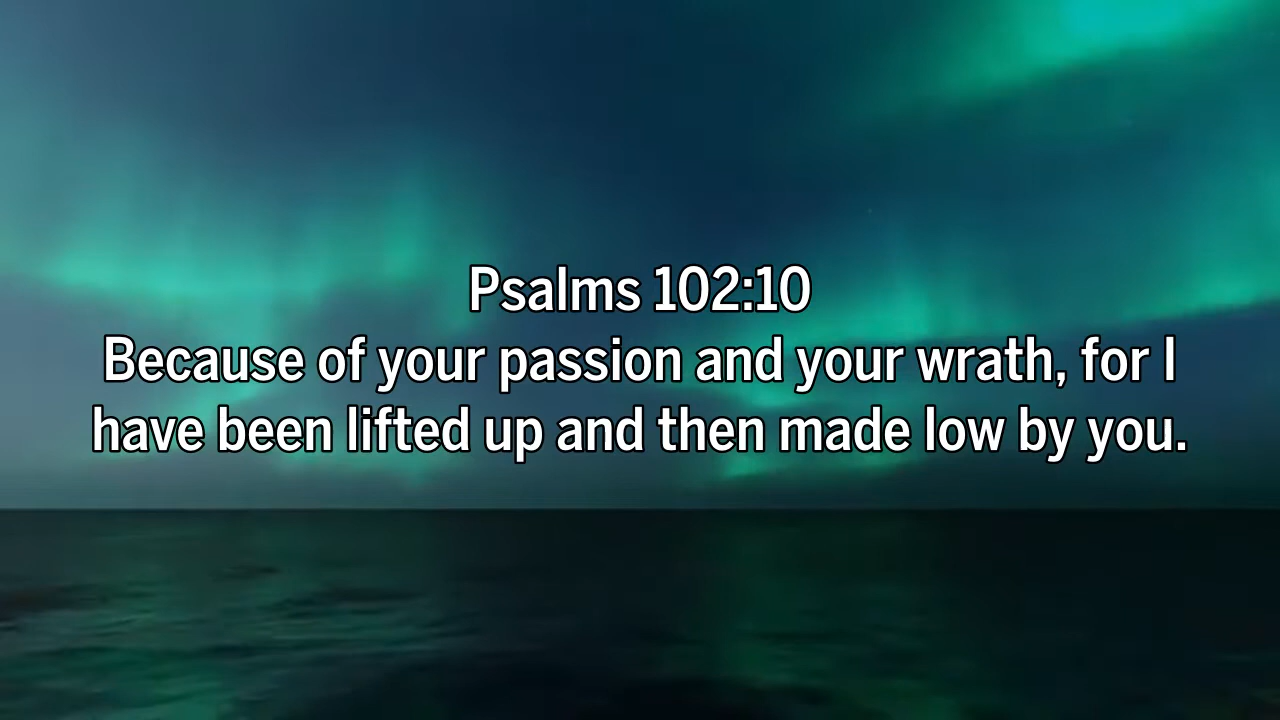 Psalms 102:10
Because of your passion and your wrath, for I
have been lifted up and then made low by you.